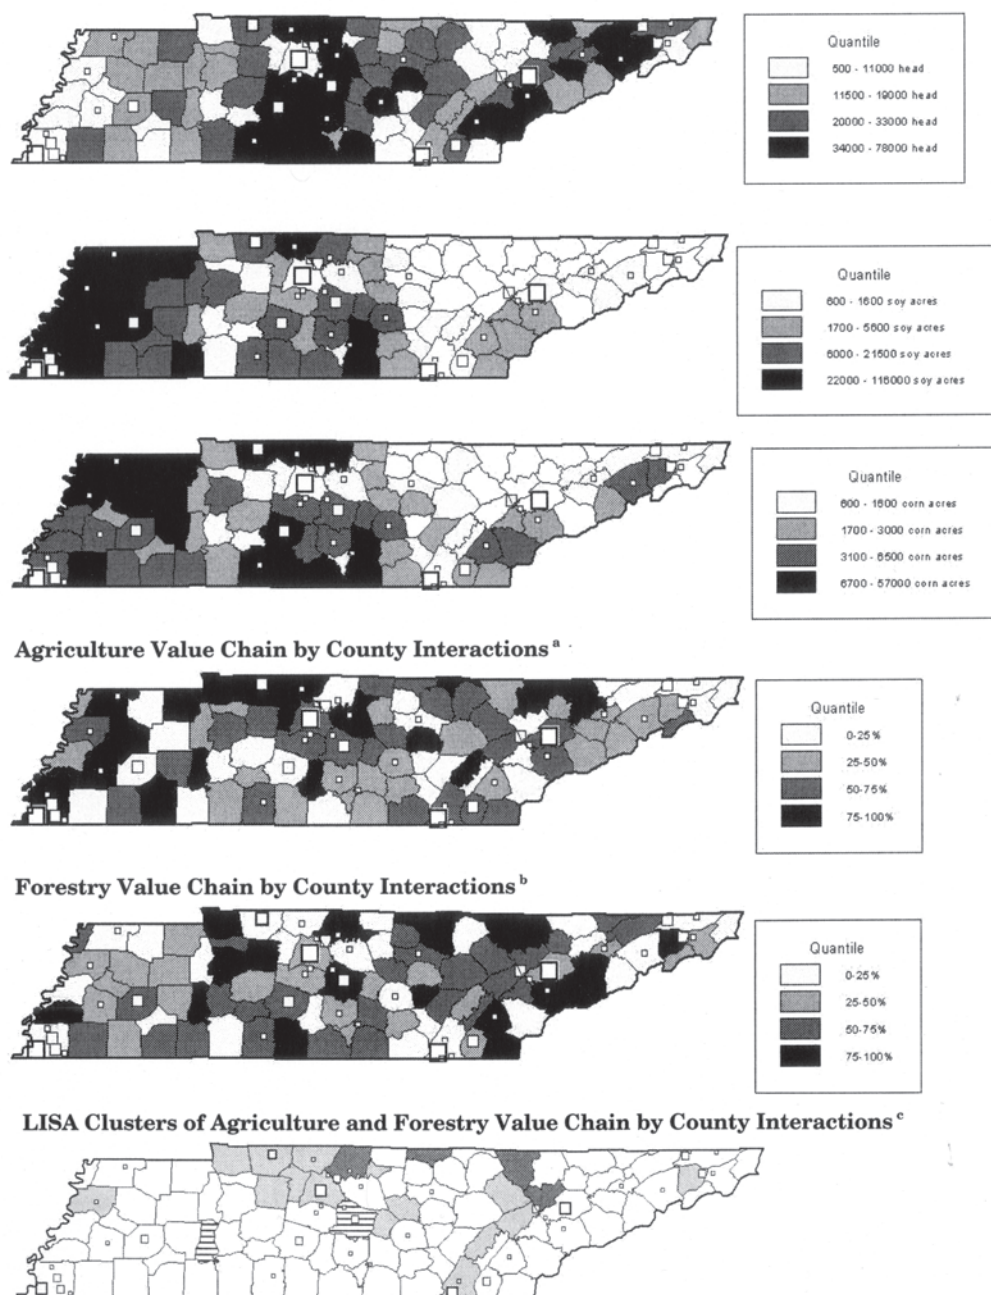 Quantile
500 - 11000 head
11500 - 19000 head
20000 - 33000 head
34000 - 78000 head
Quantile
600 - 1600 soy acres
1700 - 5600 soy acres
6000 - 21500 soy acres
22000 - 116000 soy acres
Quantile
600 - 1600 corn acres
1700 - 3000 corn acres
3100 - 6500 corn acres
6700 - 57000 corn acres
Agriculture Value Chain by County Interactions a
Quantile
0-25%
25-50%
50-75%
75-100%
Forestry Value Chain by County Interactions b
Quantile
0-25%
25-50%
50-75%
75-100%
LISA Clusters of Agriculture and Forestry Value Chain by County Interactions c